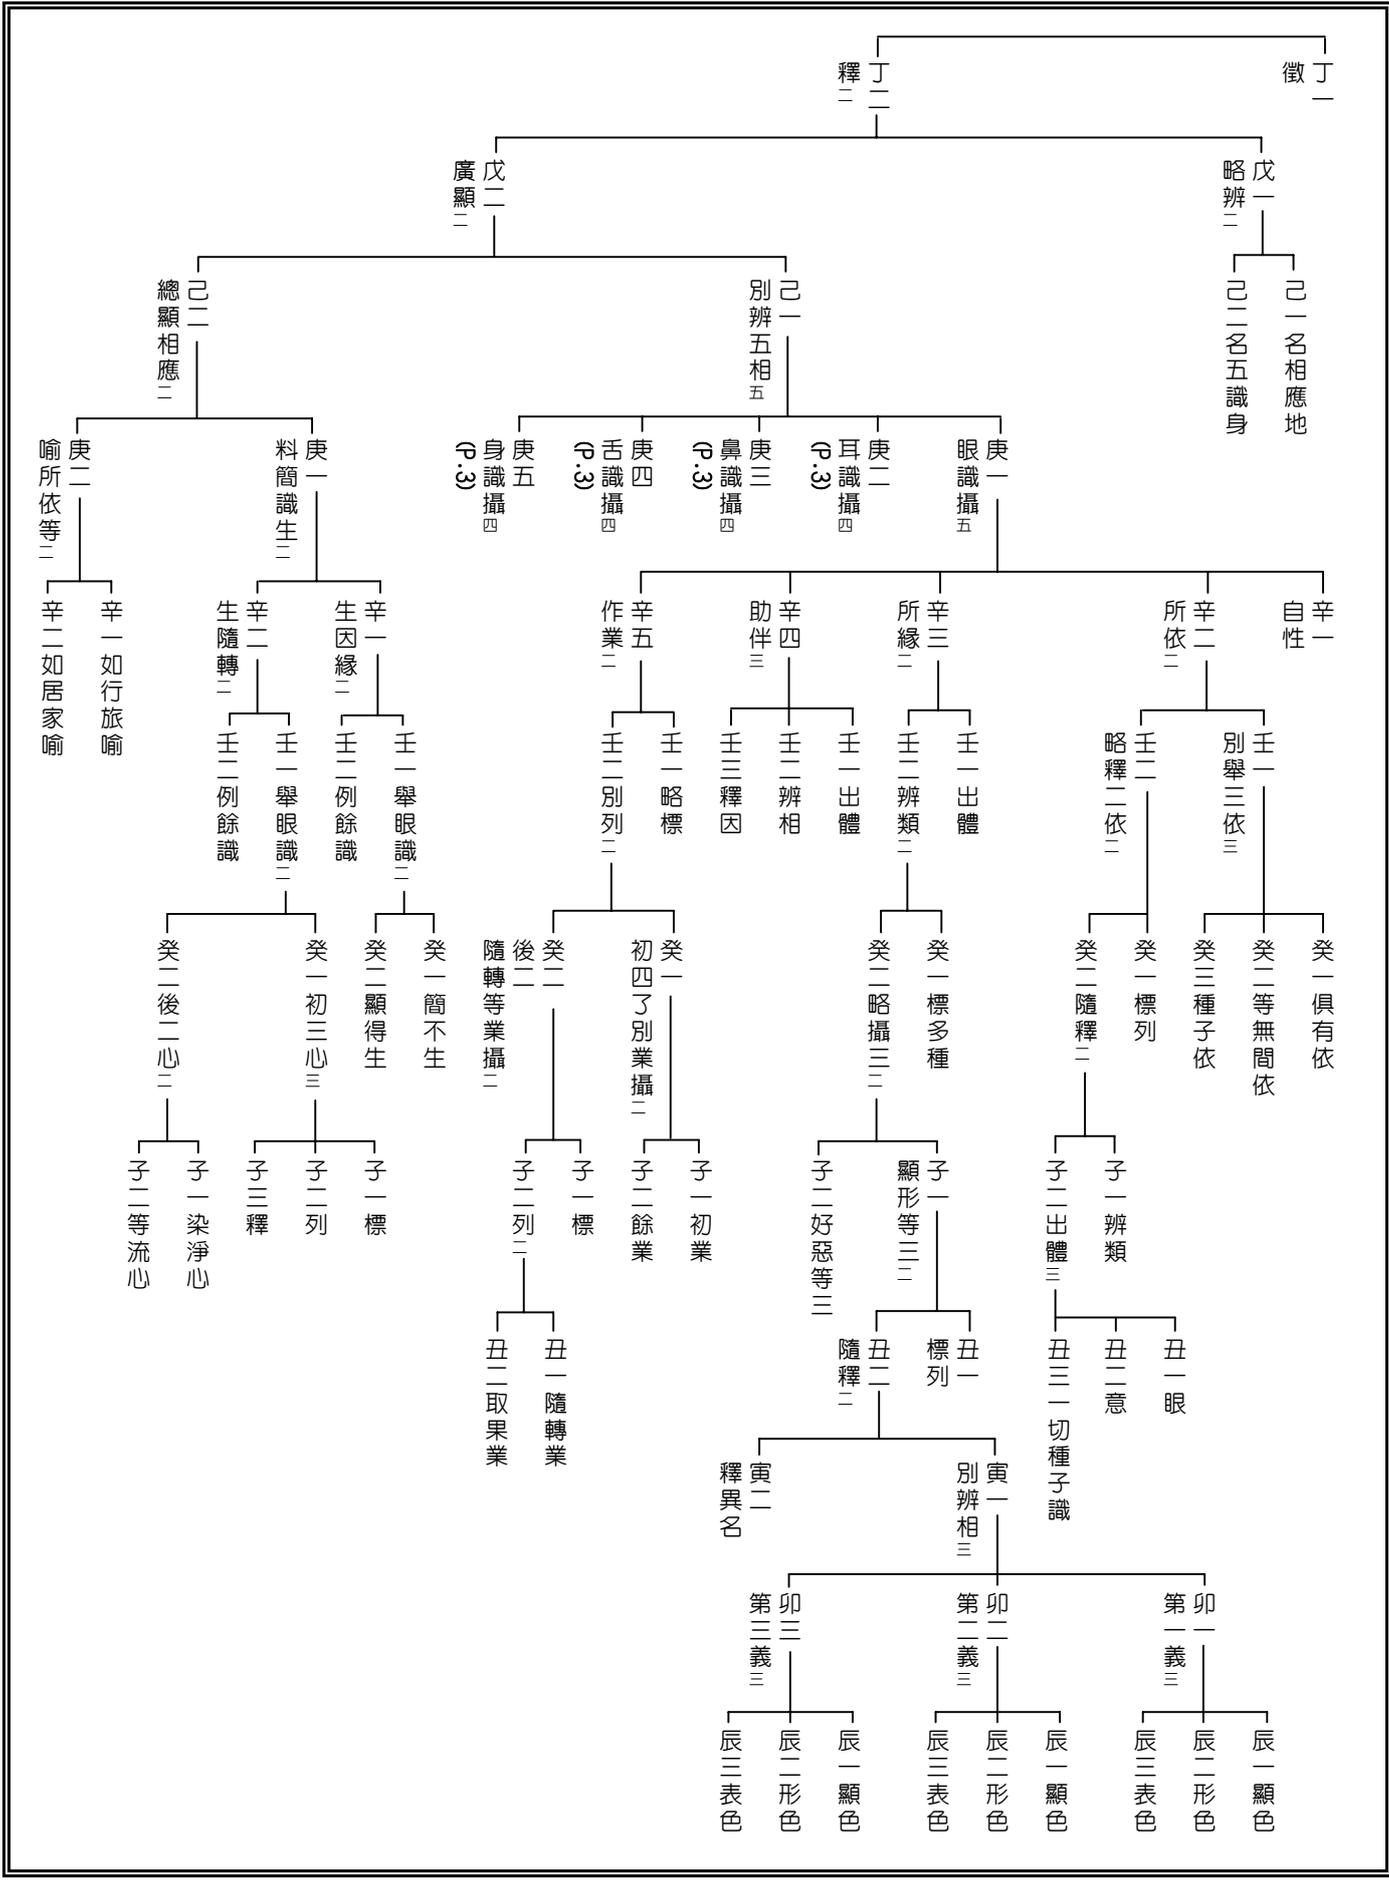 丁一
徵
丁二
釋二
戊一
略辨二
戊二
廣顯二
己一名相應地
己二名五識身
己一
別辨五相五
己二
總顯相應二
庚一
眼識攝五
庚二
耳識攝四
(P.3)
庚三
鼻識攝四
(P.3)
庚四
舌識攝四
(P.3)
庚五
身識攝四
(P.3)
庚一
料簡識生二
庚二
喻所依等二
辛一
自性
辛二
所依二
辛三
所緣二
辛四
助伴三
辛五
作業二
辛一
生因緣二
辛二
生隨轉二
辛一如行旅喻
辛二如居家喻
壬一
別舉三依三
壬二
略釋二依二
壬一出體
壬二辨類二
壬一出體
壬二辨相
壬三釋因
壬一略標
壬二別列二
壬一舉眼識二
壬二例餘識
壬一舉眼識二
壬二例餘識
癸一俱有依
癸二等無間依
癸三種子依
癸一標列
癸二隨釋二
癸一標多種
癸二略攝三二
癸一
初四了別業攝二
癸二
後二
隨轉等業攝二
癸一簡不生
癸二顯得生
癸一初三心三
癸二後二心二
子一辨類
子二出體三
子一
顯形等三二
子二好惡等三
子一初業
子二餘業
子一標
子二列二
子一標
子二列
子三釋
子一染淨心
子二等流心
丑一眼
丑二意
丑三一切種子識
丑一
標列
丑二
隨釋二
丑一隨轉業
丑二取果業
寅一
別辨相三
寅二
釋異名
卯一
第一義三
卯二
第二義三
卯三
第三義三
辰一顯色
辰二形色
辰三表色
辰一顯色
辰二形色
辰三表色
辰一顯色
辰二形色
辰三表色